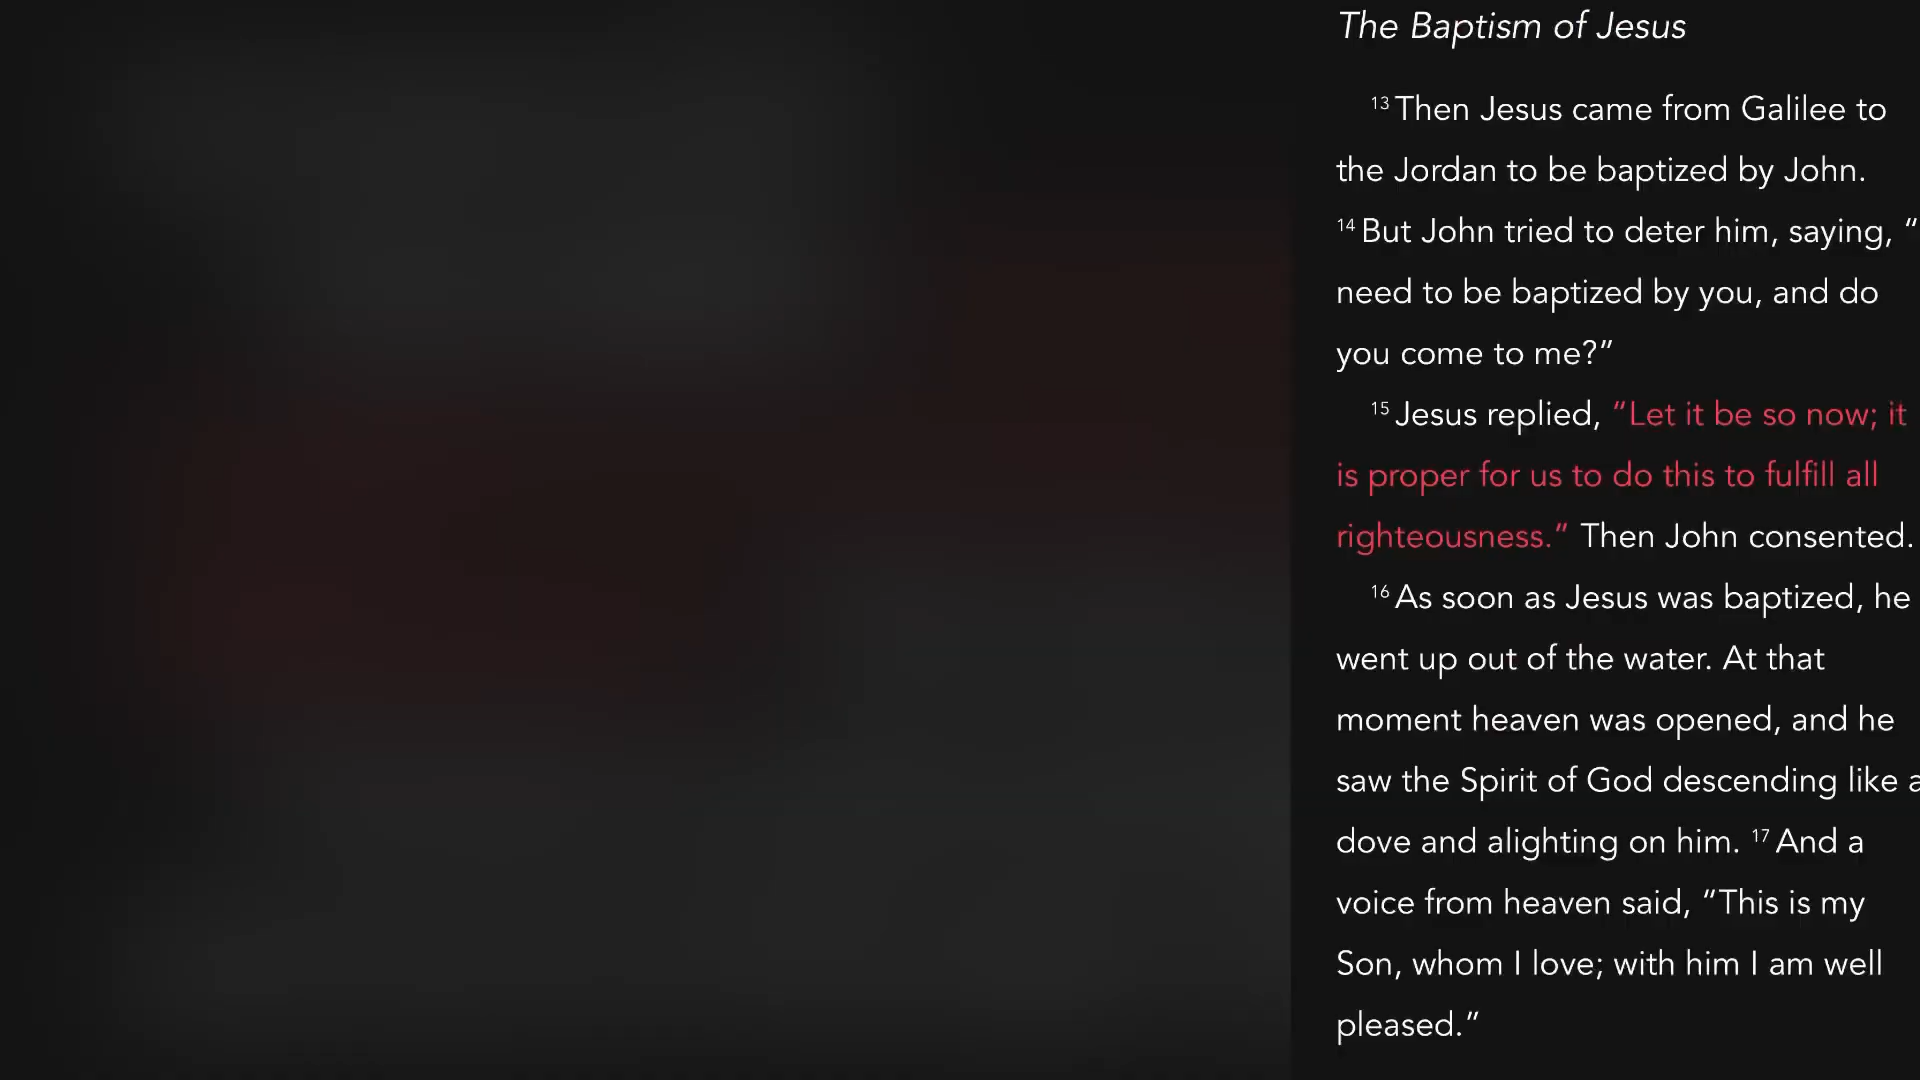 The Baptism of Jesus
13 Then Jesus came from Galilee to
the Jordan to be baptized by John.
14 But John tried to deter him, saying, “
need to be baptized by you, and do
you come to me?”
15 Jesus replied, “Let it be so now; it
is proper for us to do this to fulfill all
righteousness.” Then John consented.
16 As soon as Jesus was baptized, he
went up out of the water. At that
moment heaven was opened, and he
saw the Spirit of God descending like a
dove and alighting on him. 17 And a
voice from heaven said, “This is my
Son, whom I love; with him I am well
pleased.”